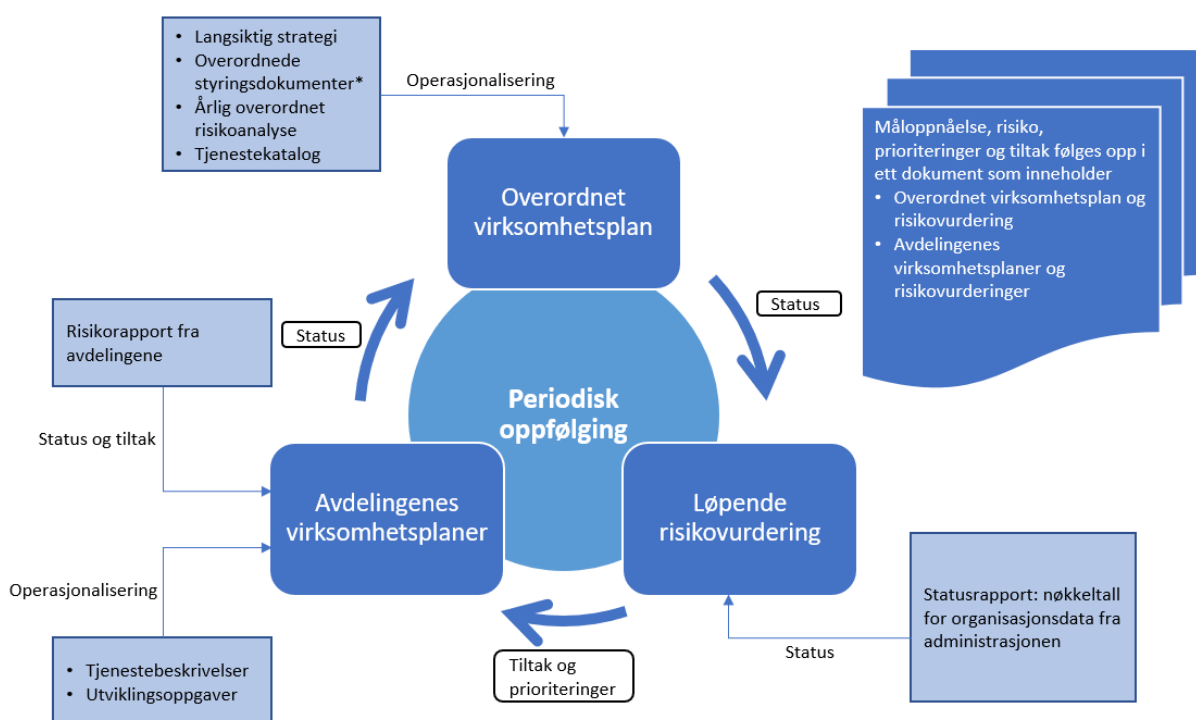 • Langsiktig strategi
• Overordnede
styringsdokumenter*
• Årlig overordnet
risikoanalyse
• Tjenestekatalog
Operasjonalisering
Måloppnåelse, risiko,
prioriteringer og tiltak følges opp i
ett dokument som inneholder
• Overordnet virksomhetsplan og
risikovurdering
• Avdelingenes
virksomhetsplaner og
risikovurderinger
Overordnet
virksomhetsplan
Status
Status
Risikorapport fra
avdelingene
Periodisk
oppfølging
Status og tiltak
Avdelingenes
virksomhetsplaner
Løpende
risikovurdering
Operasjonalisering
Statusrapport: nøkkeltall
for organisasjonsdata fra
administrasjonen
Status
Tiltak og
prioriteringer
• Tjenestebeskrivelser
• Utviklingsoppgaver